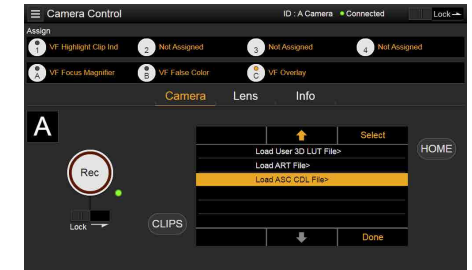 Camera Control
ID : A Camera
Connected
Lock
Assign
1 VF Highlight Clip Ind
2 Not Assigned
3 Not Assigned
4 Not Assigned
A VF Focus Magnifier
B VF False Color
C VF Overlay
Camera Lens Info
A
Select
Load User 3D LUT File>
Load ART File>
Load ASC CDL File>
HOME
Rec
Lock
CLIPS
Done